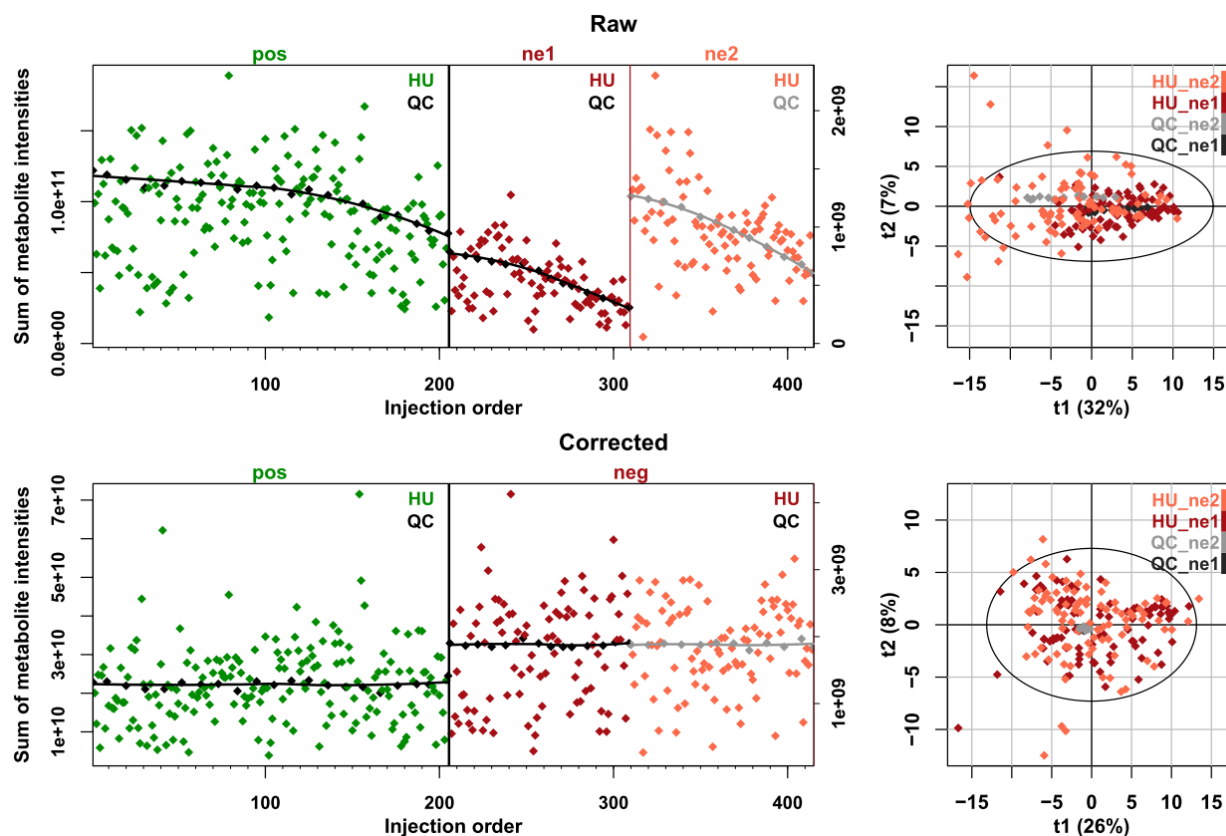 Raw
pos ne1 ne2
HU HU HU
QC QC QC
Sum of metabolite intensities
0.0e+00 1.0e+11
0 1e+09 2e+09
100 200 300 400
Injection order
HU_ne2
HU_ne1
QC_ne2
QC_ne1
t2 (7%)
−15 −5 0 5 10
−15 −5 0 5 10 15
t1 (32%)
Corrected
pos neg
HU HU
QC QC
Sum of metabolite intensities
1e+10 3e+10 5e+10 7e+10
1e+09 3e+09
100 200 300 400
Injection order
HU_ne2
HU_ne1
QC_ne2
QC_ne1
t2 (8%)
−10 −5 0 5 10
−15 −5 0 5 10 15
t1 (26%)